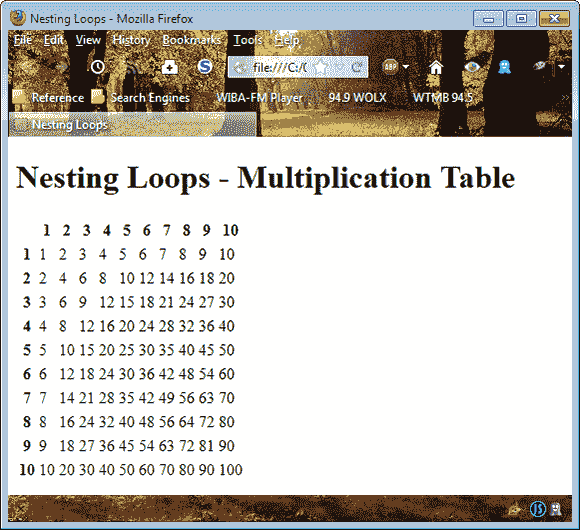 Nesting Loops - Mozilla Firefox
File Edit View History Bookmarks Tools Help
S file:///C:/ ABP
Reference Search Engines WIBA-FM Player 94.9 WOLX WTMB 94.5
Nesting Loops
Nesting Loops - Multiplication Table
1 2 3 4 5 6 7 8 9 10
1 1 2 3 4 5 6 7 8 9 10
2 2 4 6 8 10 12 14 16 18 20
3 3 6 9 12 15 18 21 24 27 30
4 4 8 12 16 20 24 28 32 36 40
5 5 10 15 20 25 30 35 40 45 50
6 6 12 18 24 30 36 42 48 54 60
7 7 14 21 28 35 42 49 56 63 70
8 8 16 24 32 40 48 56 64 72 80
9 9 18 27 36 45 54 63 72 81 90
10 10 20 30 40 50 60 70 80 90 100
JS